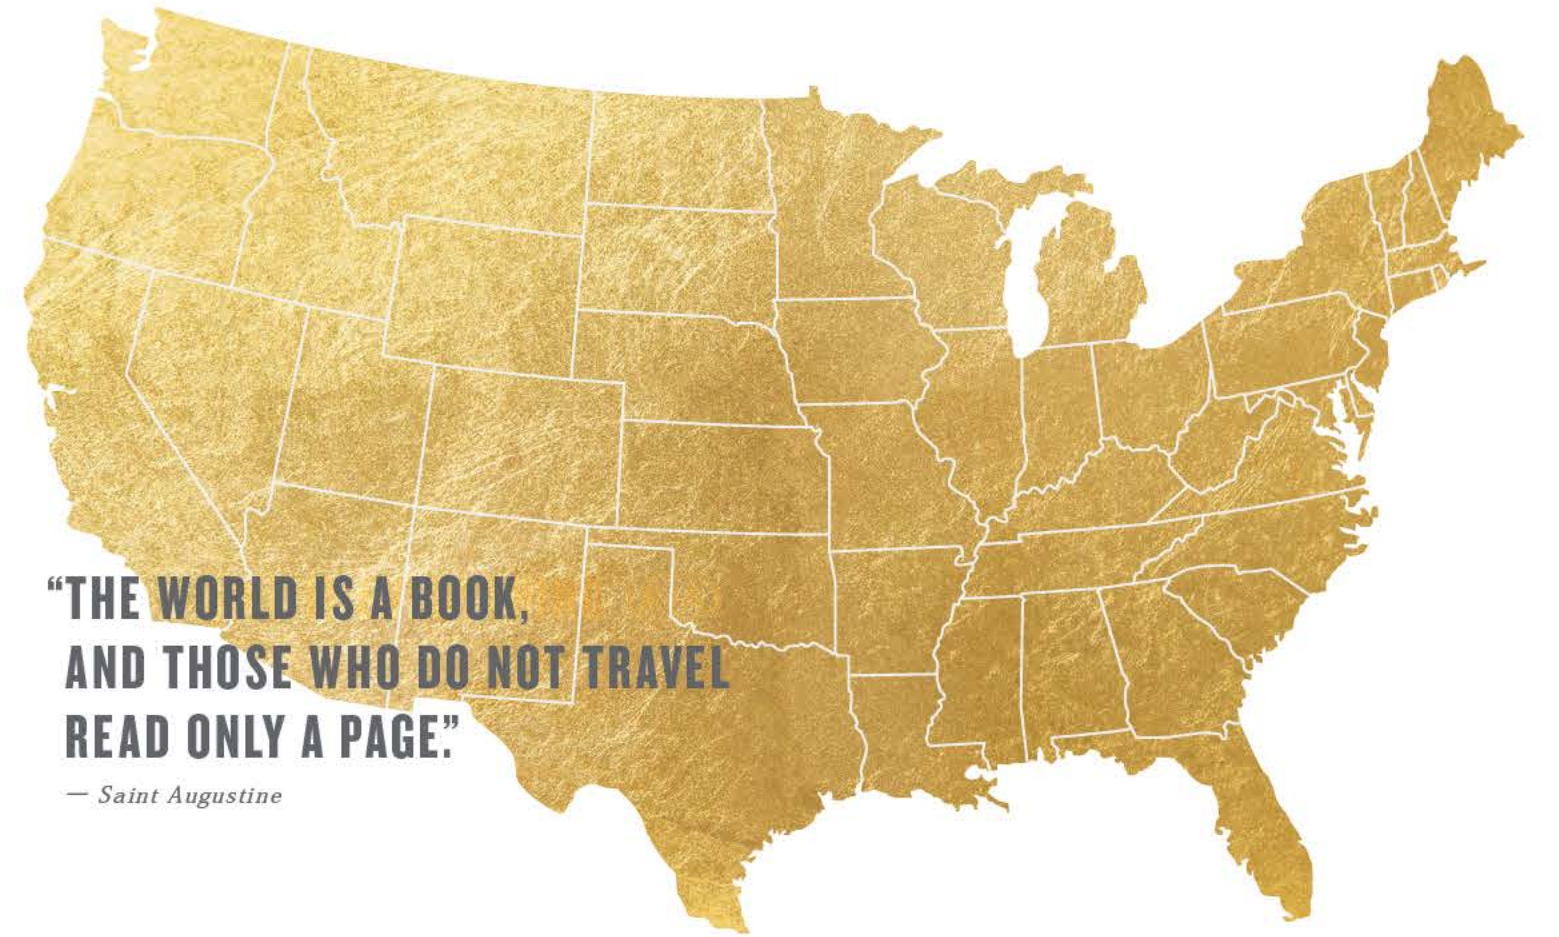 “THE WORLD IS A BOOK,
AND THOSE WHO DO NOT TRAVEL
READ ONLY A PAGE.”
— Saint Augustine